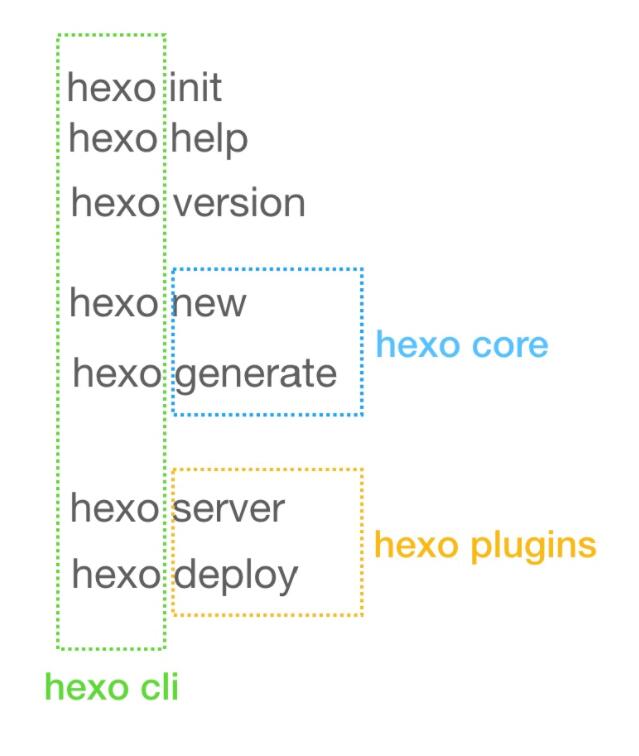 hexo init
hexo help
hexo version
hexo new
hexo core
hexo generate
hexo server
hexo plugins
hexo deploy
hexo cli